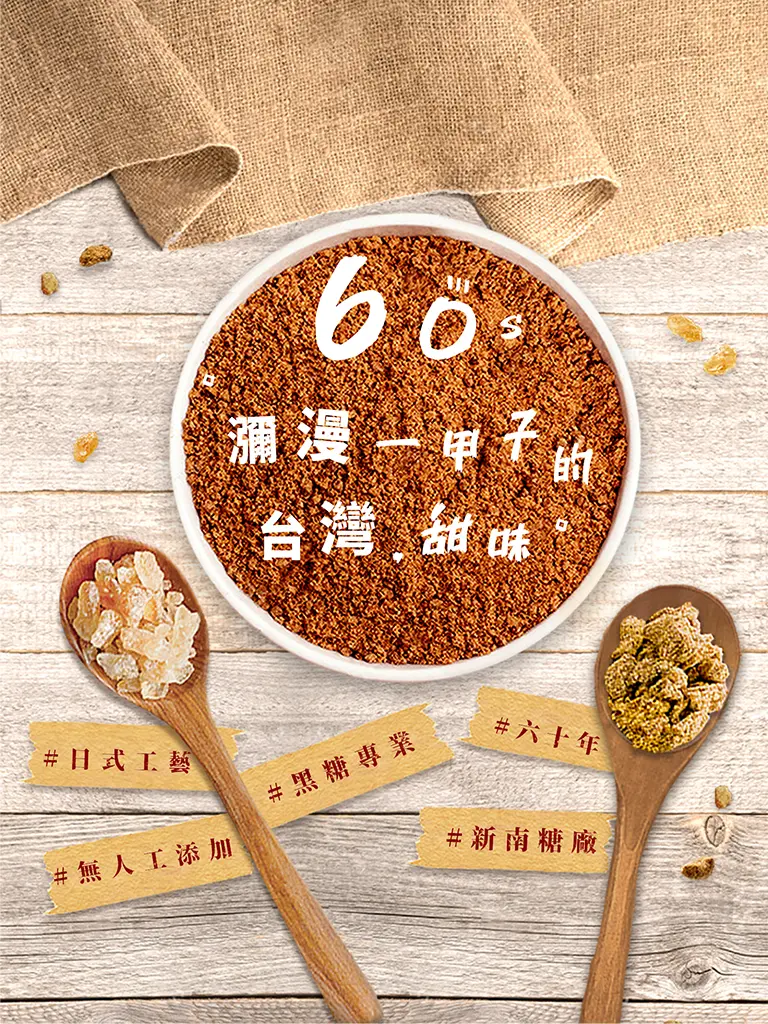 60s
瀰漫一甲子的
台灣.甜味
#日式工藝
#黑糖專業
#六十年
#無人工添加
#新南糖廠